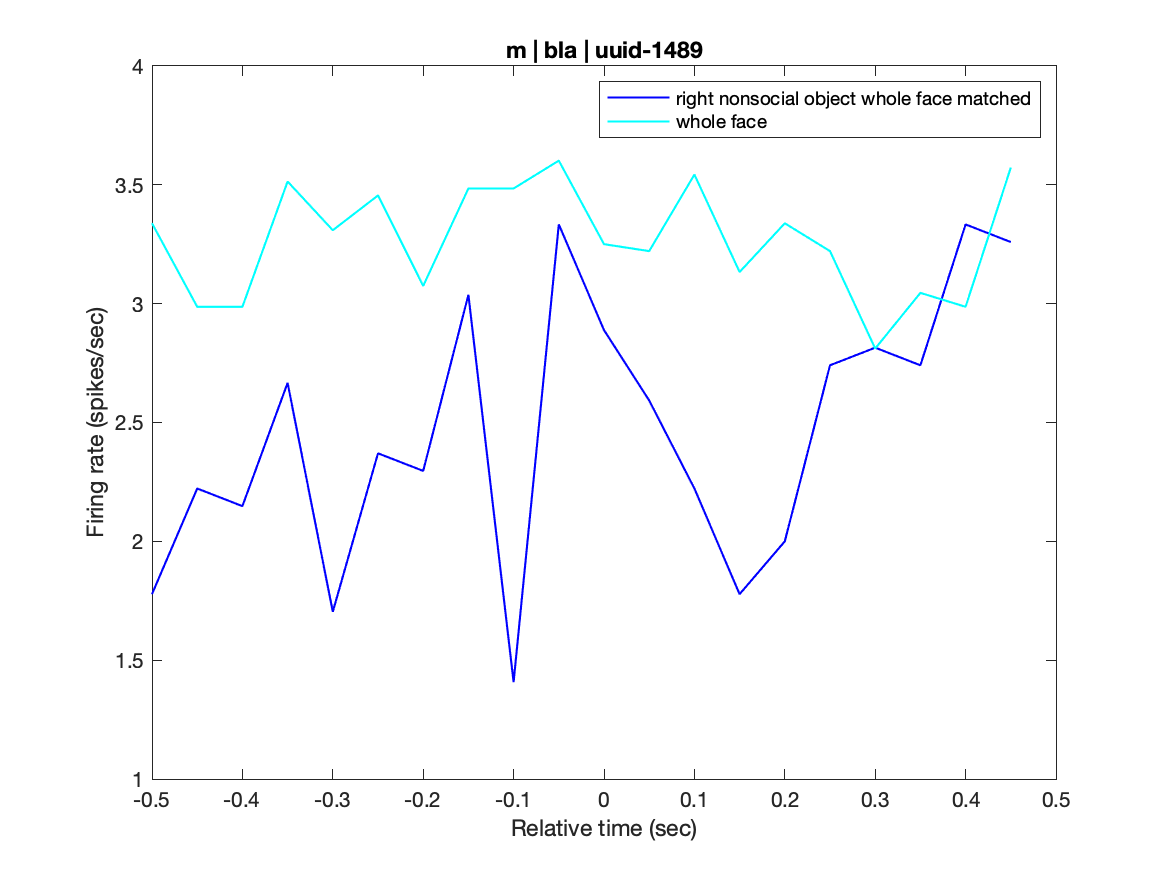 m | bla | uuid-1489
right nonsocial object whole face matched
whole face
Firing rate (spikes/sec)
4
3.5
3
2.5
2
1.5
1
-0.5 -0.4 -0.3 -0.2 -0.1 0 0.1 0.2 0.3 0.4 0.5
Relative time (sec)